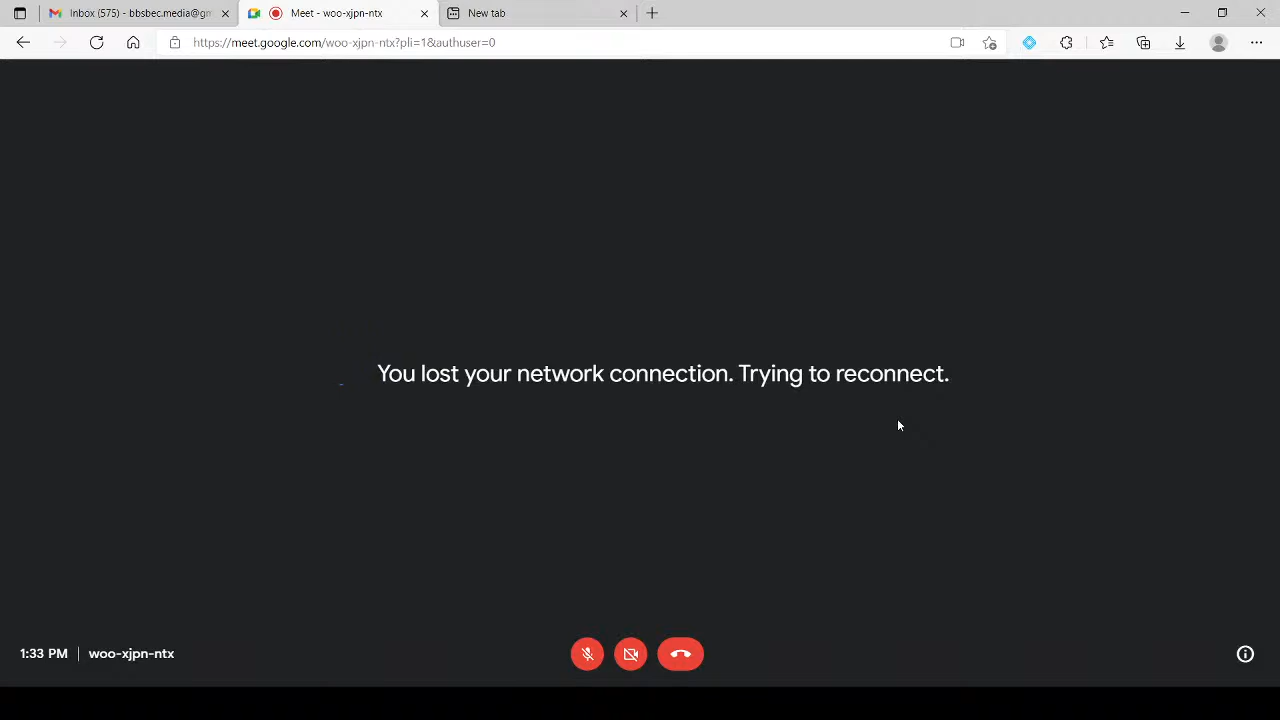 Inbox (575) - bbsbec.media@gm
Meet - woo-xjpn-ntx
New tab
https://meet.google.com/woo-xjpn-ntx?pli=1&authuser=0
You lost your network connection. Trying to reconnect.
1:33 PM | woo-xjpn-ntx